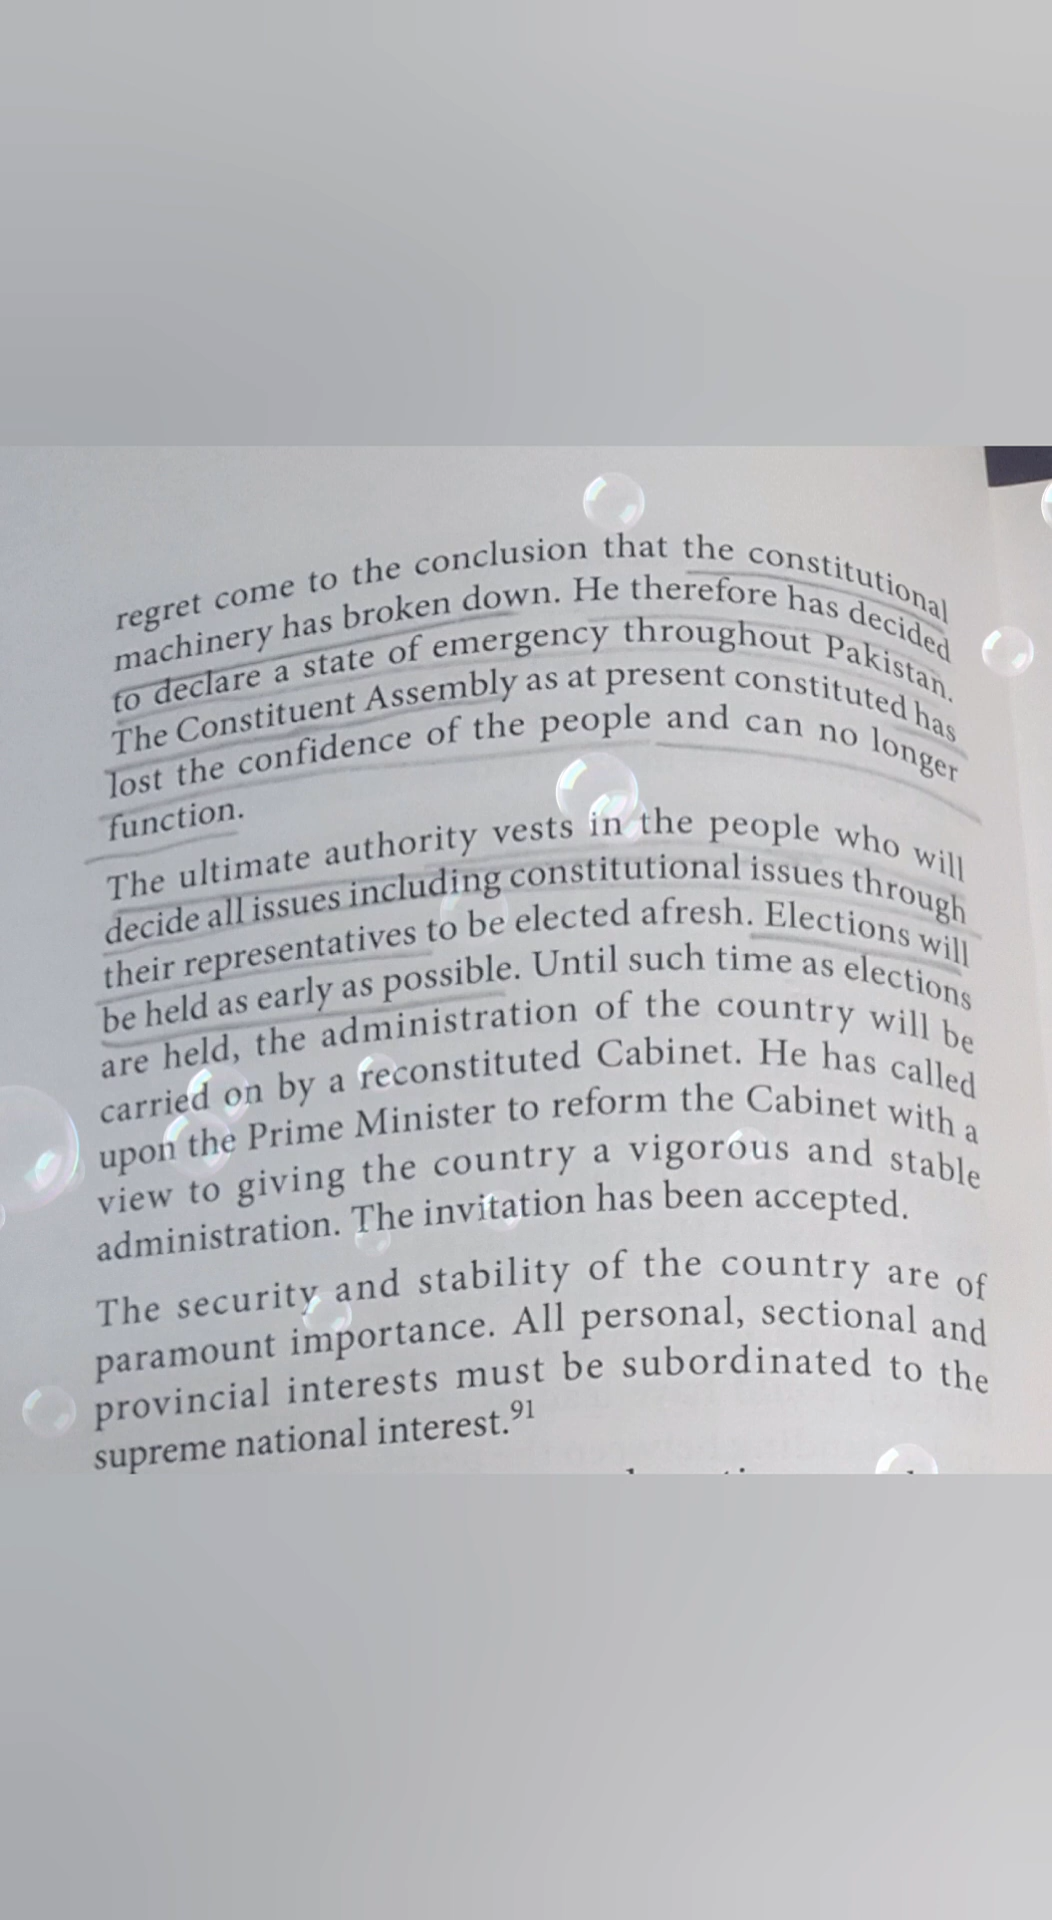 regret come to the conclusion that the constitutional
machinery has broken down. He therefore has decided
to declare a state of emergency throughout Pakistan.
The Constituent Assembly as at present constituted has
lost the confidence of the people and can no longer
function.
The ultimate authority vests in the people who will
decide all issues including constitutional issues through
their representatives to be elected afresh. Elections will
be held as early as possible. Until such time as elections
are held, the administration of the country will be
carried on by a reconstituted Cabinet. He has called
upon the Prime Minister to reform the Cabinet with a
view to giving the country a vigorous and stable
administration. The invitation has been accepted.
The security and stability of the country are of
paramount importance. All personal, sectional and
provincial interests must be subordinated to the
supreme national interest.91